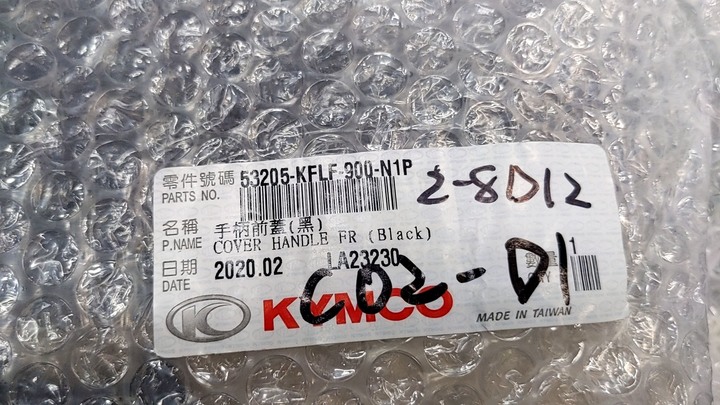 零件號碼 53205-KFLF-900-N1P
PARTS NO.
2-8D12
名稱 手柄前蓋(黑)
P.NAME COVER HANDLE FR (Black)
日期 2020.02 LA23230
DATE
C02-D1
1
KYMCO
MADE IN TAIWAN